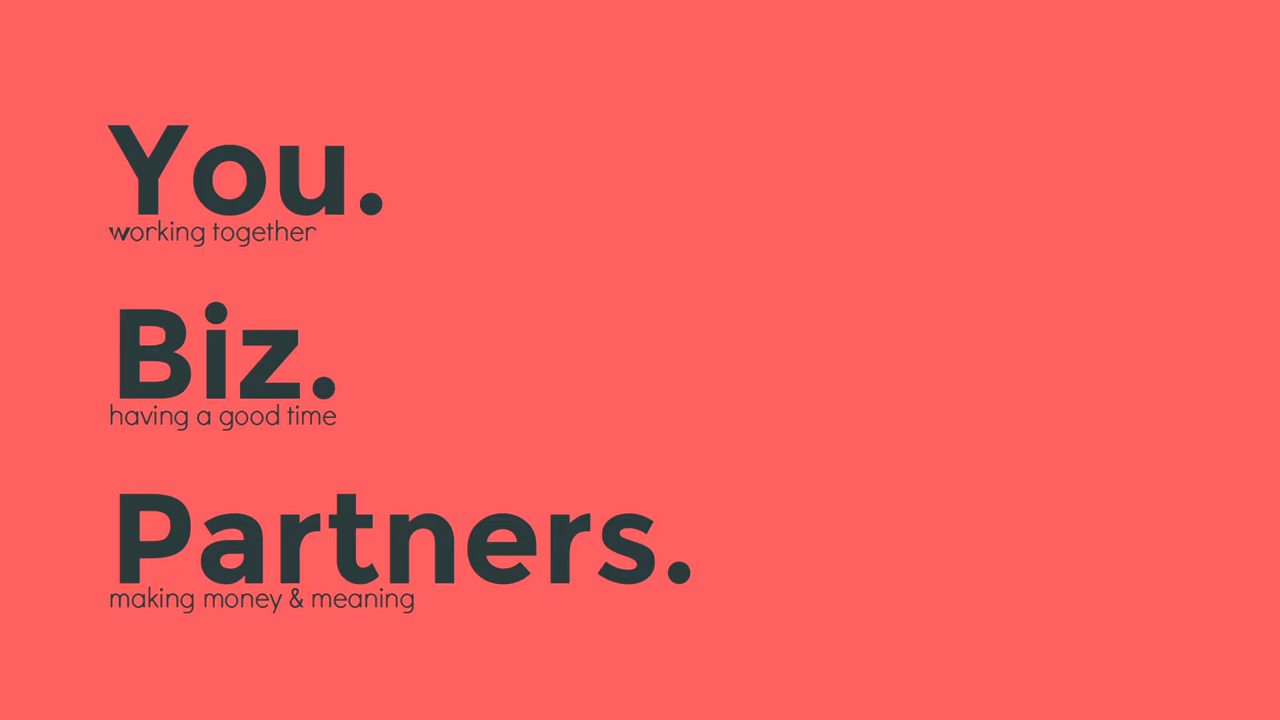 You.
working together
Biz.
having a good time
Partners.
making money & meaning